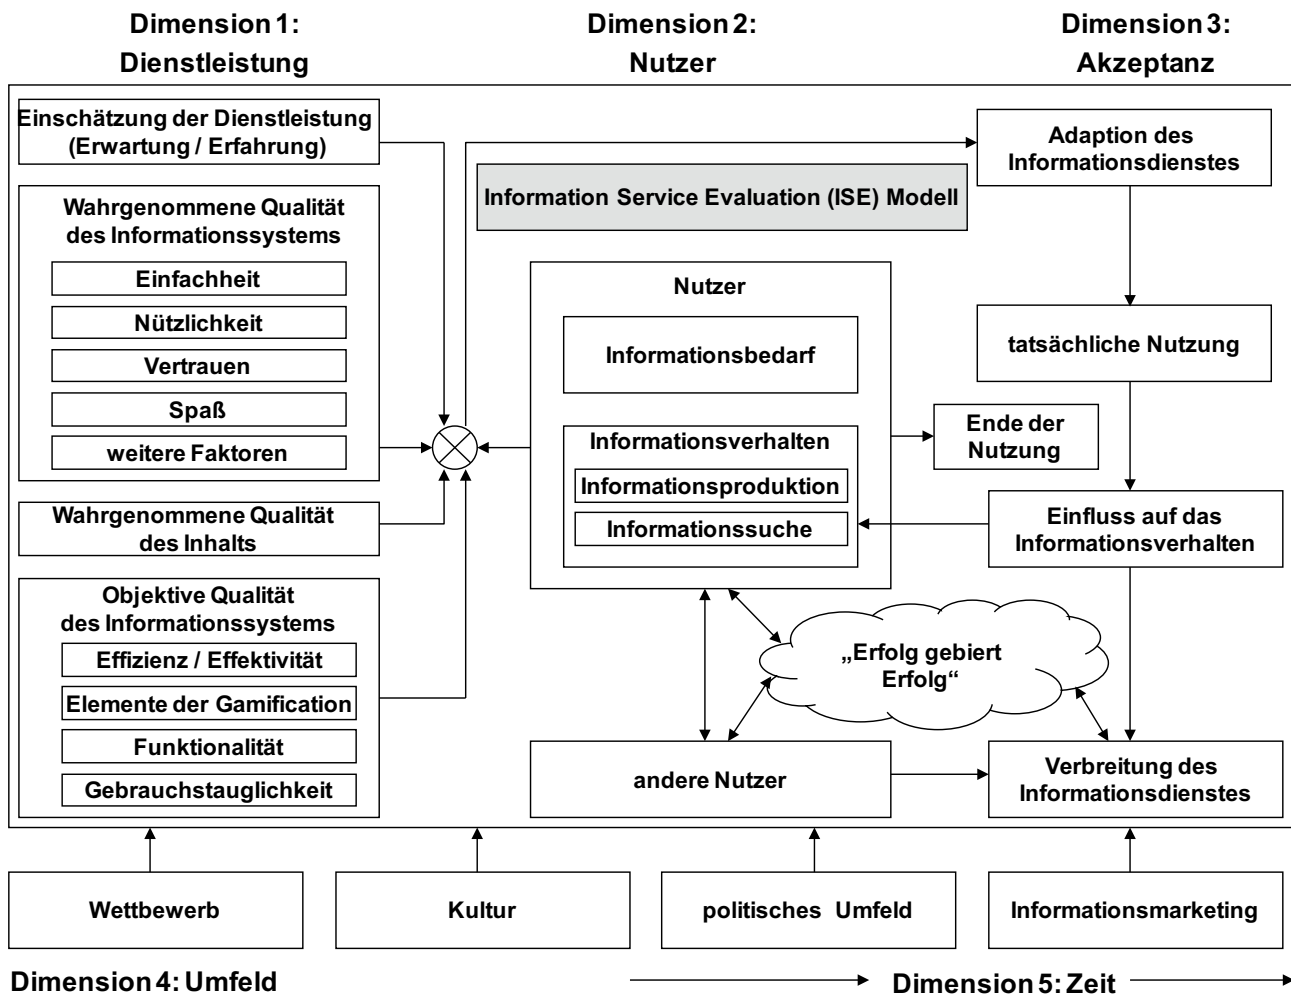 Dimension 1:
Dienstleistung
Dimension 2:
Nutzer
Dimension 3:
Akzeptanz
Einschätzung der Dienstleistung
(Erwartung / Erfahrung)
Wahrgenommene Qualität
des Informationssystems
Einfachheit
Nützlichkeit
Vertrauen
Spaß
weitere Faktoren
Wahrgenommene Qualität
des Inhalts
Objektive Qualität
des Informationssystems
Effizienz / Effektivität
Elemente der Gamification
Funktionalität
Gebrauchstauglichkeit
Information Service Evaluation (ISE) Modell
Nutzer
Informationsbedarf
Informationsverhalten
Informationsproduktion
Informationssuche
„Erfolg gebiert
Erfolg“
andere Nutzer
Adaption des
Informationsdienstes
tatsächliche Nutzung
Ende der
Nutzung
Einfluss auf das
Informationsverhalten
Verbreitung des
Informationsdienstes
Wettbewerb
Kultur
politisches Umfeld
Informationsmarketing
Dimension 4: Umfeld
Dimension 5: Zeit